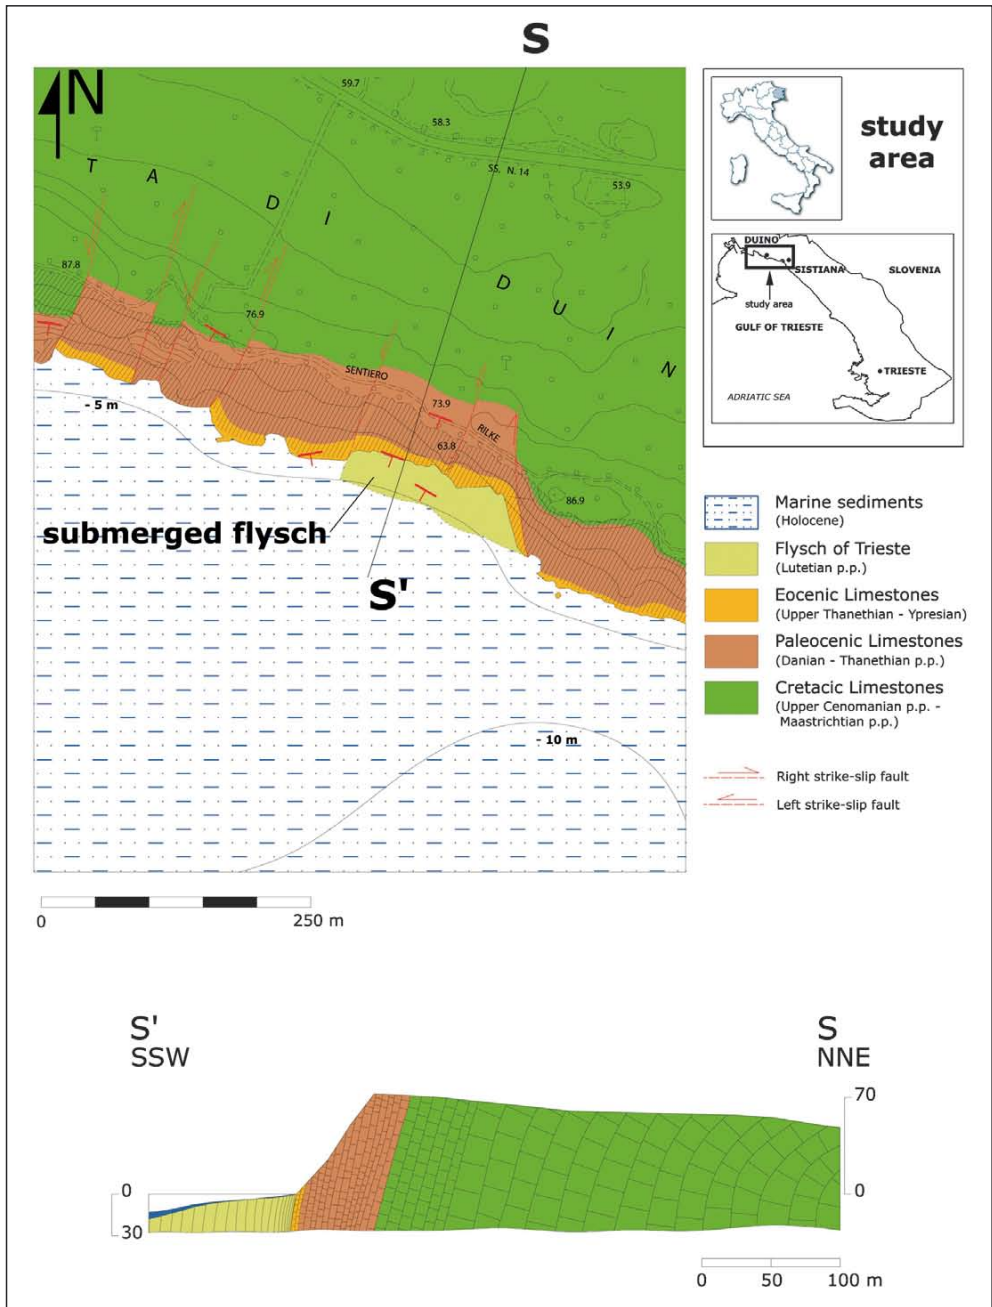 S
N
59.7
58.3
SS. N. 14
53.9
T A D I D U I N
87.8
76.9
SENTIERO
73.9
RILKE
63.8
86.9
- 5 m
submerged flysch
S'
- 10 m
0 250 m
study
area
DUINO
SISTIANA
SLOVENIA
study area
GULF OF TRIESTE
TRIESTE
ADRIATIC SEA
Marine sediments
(Holocene)
Flysch of Trieste
(Lutetian p.p.)
Eocenic Limestones
(Upper Thanethian - Ypresian)
Paleocenic Limestones
(Danian - Thanethian p.p.)
Cretacic Limestones
(Upper Cenomanian p.p. -
Maastrichtian p.p.)
Right strike-slip fault
Left strike-slip fault
S' S
SSW NNE
70
0 0
30
0 50 100 m